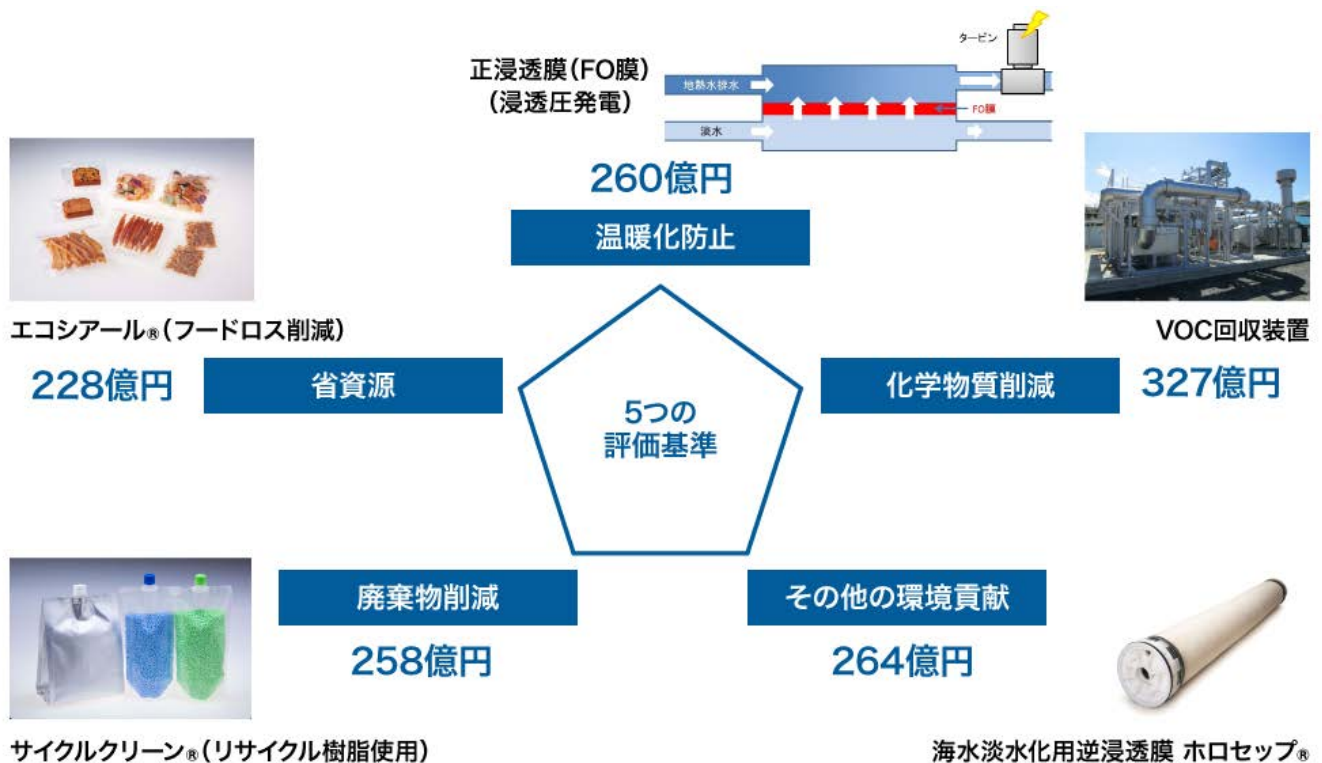 正浸透膜（FO膜）
（浸透圧発電）
タービン
地熱水排水
FO膜
淡水
260億円
温暖化防止
エコシアール®（フードロス削減）
228億円
省資源
VOC回収装置
化学物質削減
327億円
5つの
評価基準
廃棄物削減
258億円
その他の環境貢献
264億円
サイクルクリーン®（リサイクル樹脂使用）
海水淡水化用逆浸透膜 ホロセップ®